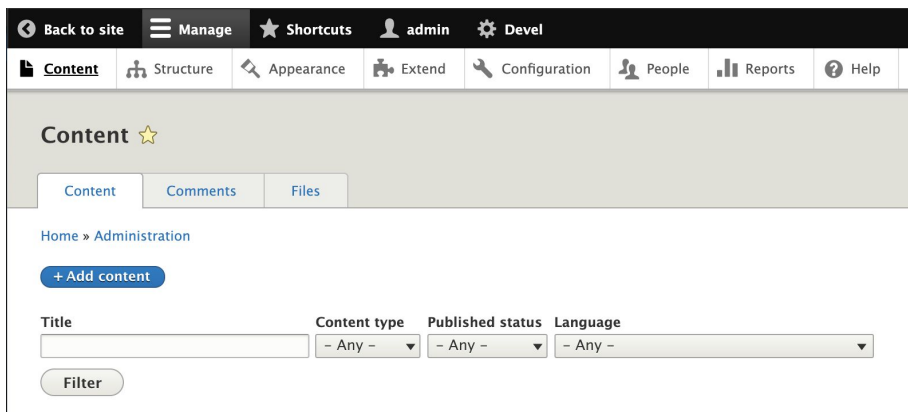 Back to site Manage Shortcuts admin Devel
Content Structure Appearance Extend Configuration People Reports Help
Content
Content Comments Files
Home » Administration
+ Add content
Title Content type Published status Language
- Any - - Any - - Any -
Filter